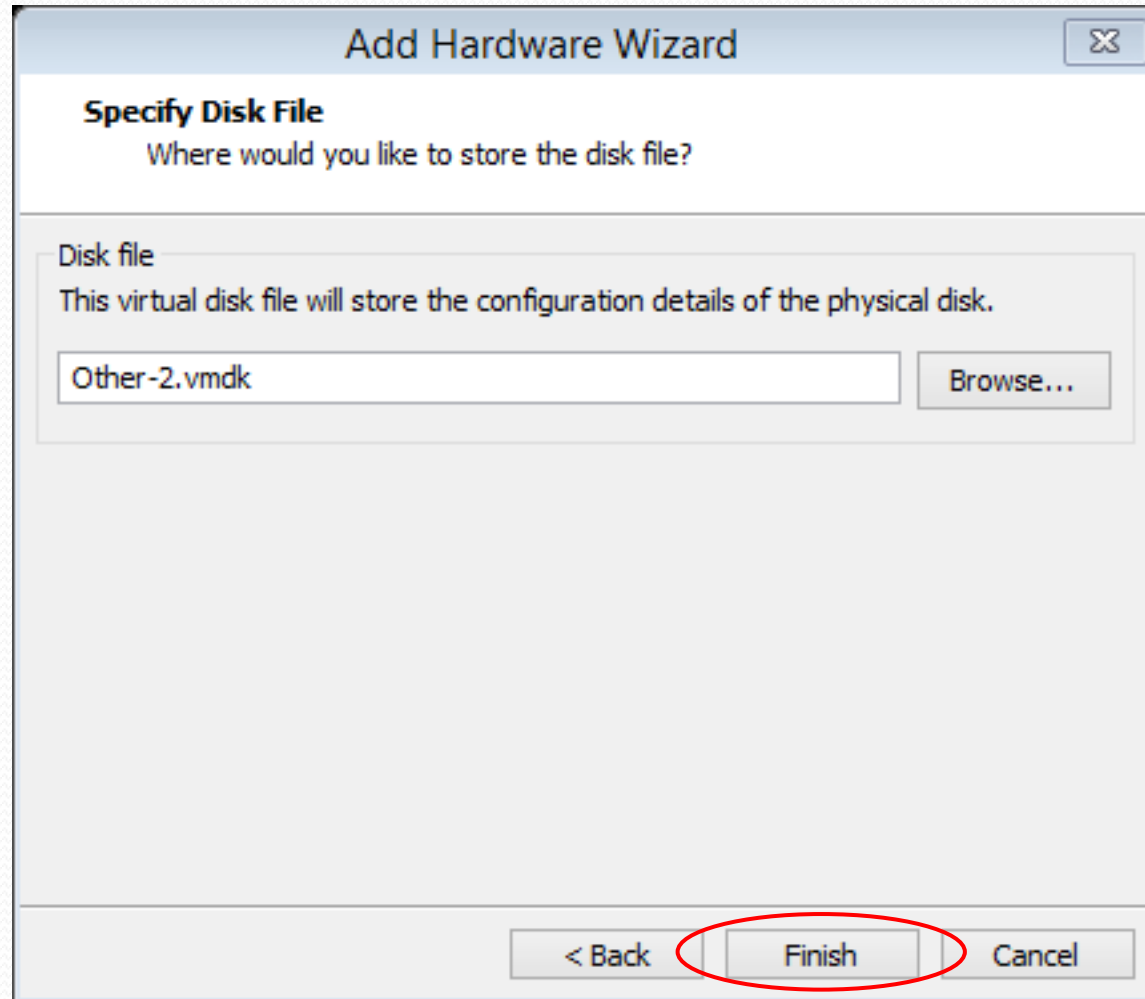 Add Hardware Wizard
Specify Disk File
Where would you like to store the disk file?
Disk file
This virtual disk file will store the configuration details of the physical disk.
Other-2.vmdk
Browse...
< Back
Finish
Cancel